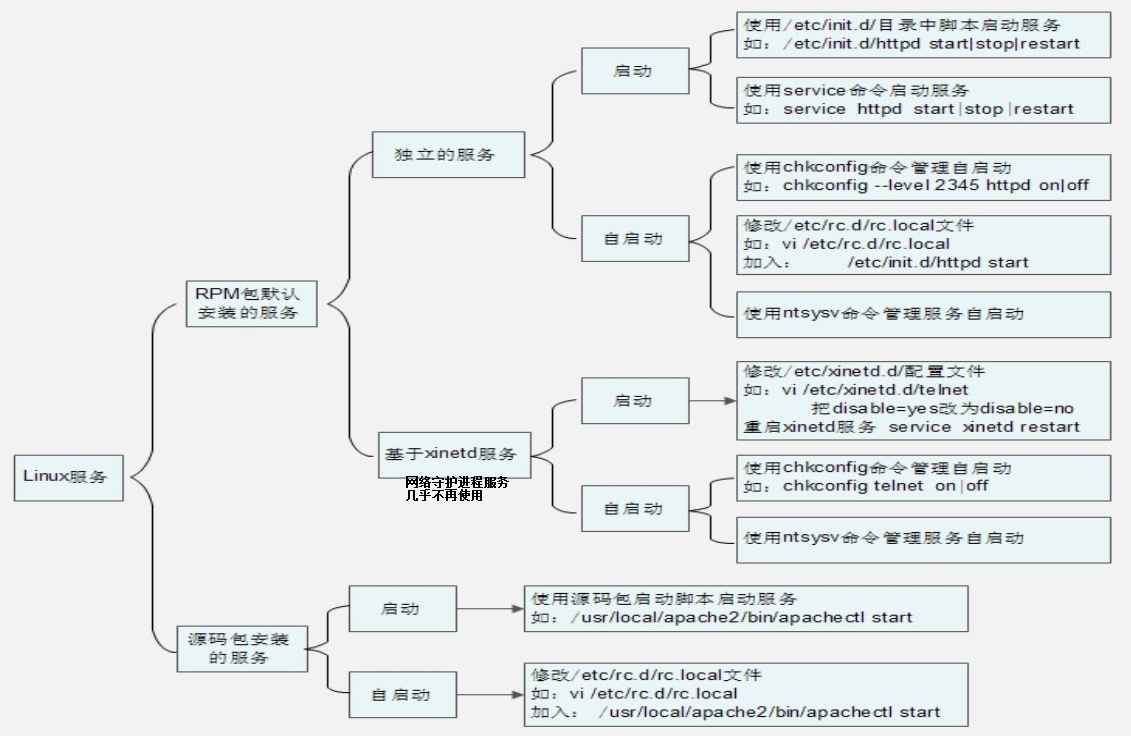 Linux服务
RPM包默认
安装的服务
独立的服务
启动
使用/etc/init.d/目录中脚本启动服务
如：/etc/init.d/httpd start|stop|restart
使用service命令启动服务
如：service httpd start|stop|restart
自启动
使用chkconfig命令管理自启动
如：chkconfig --level 2345 httpd on|off
修改/etc/rc.d/rc.local文件
如：vi /etc/rc.d/rc.local
加入： /etc/init.d/httpd start
使用ntsysv命令管理服务自启动
基于xinetd服务
网络守护进程服务
几乎不再使用
启动
修改/etc/xinetd.d/配置文件
如：vi /etc/xinetd.d/telnet
把disable=yes改为disable=no
重启xinetd服务 service xinetd restart
自启动
使用chkconfig命令管理自启动
如：chkconfig telnet on|off
使用ntsysv命令管理服务自启动
源码包安装
的服务
启动
使用源码包启动脚本启动服务
如：/usr/local/apache2/bin/apachectl start
自启动
修改/etc/rc.d/rc.local文件
如：vi /etc/rc.d/rc.local
加入： /usr/local/apache2/bin/apachectl start